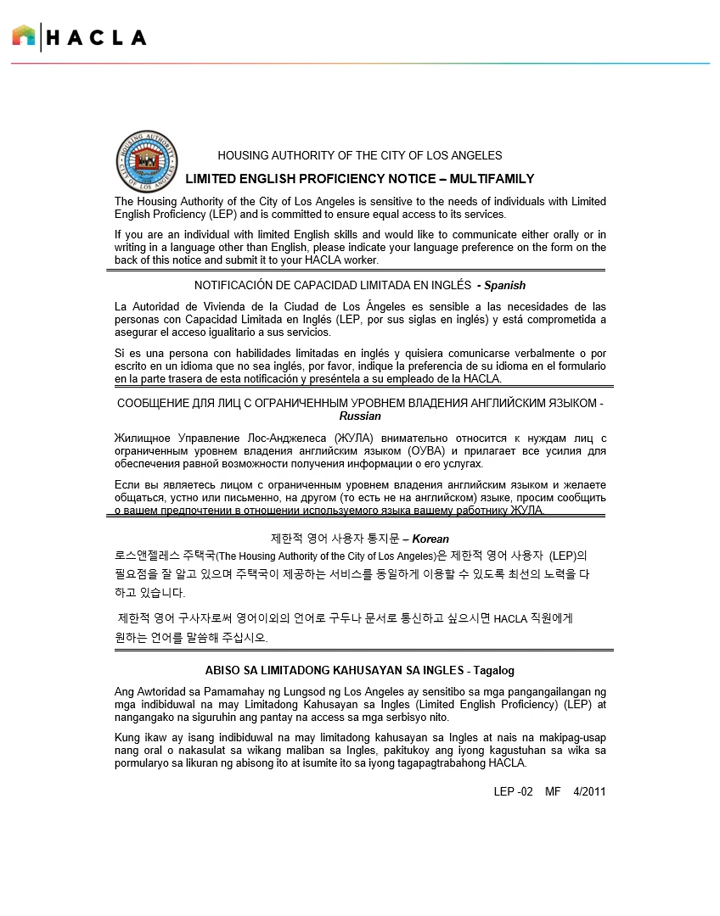 HACLA
HOUSING AUTHORITY OF THE CITY OF LOS ANGELES
LIMITED ENGLISH PROFICIENCY NOTICE – MULTIFAMILY
The Housing Authority of the City of Los Angeles is sensitive to the needs of individuals with Limited
English Proficiency (LEP) and is committed to ensure equal access to its services.
If you are an individual with limited English skills and would like to communicate either orally or in
writing in a language other than English, please indicate your language preference on the form on the
back of this notice and submit it to your HACLA worker.
NOTIFICACIÓN DE CAPACIDAD LIMITADA EN INGLÉS - Spanish
La Autoridad de Vivienda de la Ciudad de Los Ángeles es sensible a las necesidades de las
personas con Capacidad Limitada en Inglés (LEP, por sus siglas en inglés) y está comprometida a
asegurar el acceso igualitario a sus servicios.
Si es una persona con habilidades limitadas en inglés y quisiera comunicarse verbalmente o por
escrito en un idioma que no sea inglés, por favor, indique la preferencia de su idioma en el formulario
en la parte trasera de esta notificación y preséntela a su empleado de la HACLA.
СООБЩЕНИЕ ДЛЯ ЛИЦ С ОГРАНИЧЕННЫМ УРОВНЕМ ВЛАДЕНИЯ АНГЛИЙСКИМ ЯЗЫКОМ -
Russian
Жилищное Управление Лос-Анджелеса (ЖУЛА) внимательно относится к нуждам лиц с
ограниченным уровнем владения английским языком (ОУВА) и прилагает все усилия для
обеспечения равной возможности получения информации о его услугах.
Если вы являетесь лицом с ограниченным уровнем владения английским языком и желаете
общаться, устно или письменно, на другом (то есть не на английском) языке, просим сообщить
о вашем предпочтении в отношении используемого языка вашему работнику ЖУЛА.
제한적 영어 사용자 통지문 – Korean
로스앤젤레스 주택국(The Housing Authority of the City of Los Angeles)은 제한적 영어 사용자 (LEP)의
필요점을 잘 알고 있으며 주택국이 제공하는 서비스를 동일하게 이용할 수 있도록 최선의 노력을 다
하고 있습니다.
제한적 영어 구사자로써 영어이외의 언어로 구두나 문서로 통신하고 싶으시면 HACLA 직원에게
원하는 언어를 말씀해 주십시오.
ABISO SA LIMITADONG KAHUSAYAN SA INGLES - Tagalog
Ang Awtoridad sa Pamamahay ng Lungsod ng Los Angeles ay sensitibo sa mga pangangailangan ng
mga indibiduwal na may Limitadong Kahusayan sa Ingles (Limited English Proficiency) (LEP) at
nangangako na siguruhin ang pantay na access sa mga serbisyo nito.
Kung ikaw ay isang indibiduwal na may limitadong kahusayan sa Ingles at nais na makipag-usap
nang oral o nakasulat sa wikang maliban sa Ingles, pakitukoy ang iyong kagustuhan sa wika sa
pormularyo sa likuran ng abisong ito at isumite ito sa iyong tagapagtrabahong HACLA.
LEP -02 MF 4/2011
HOUSING AUTHORITY
CITY OF LOS ANGELES